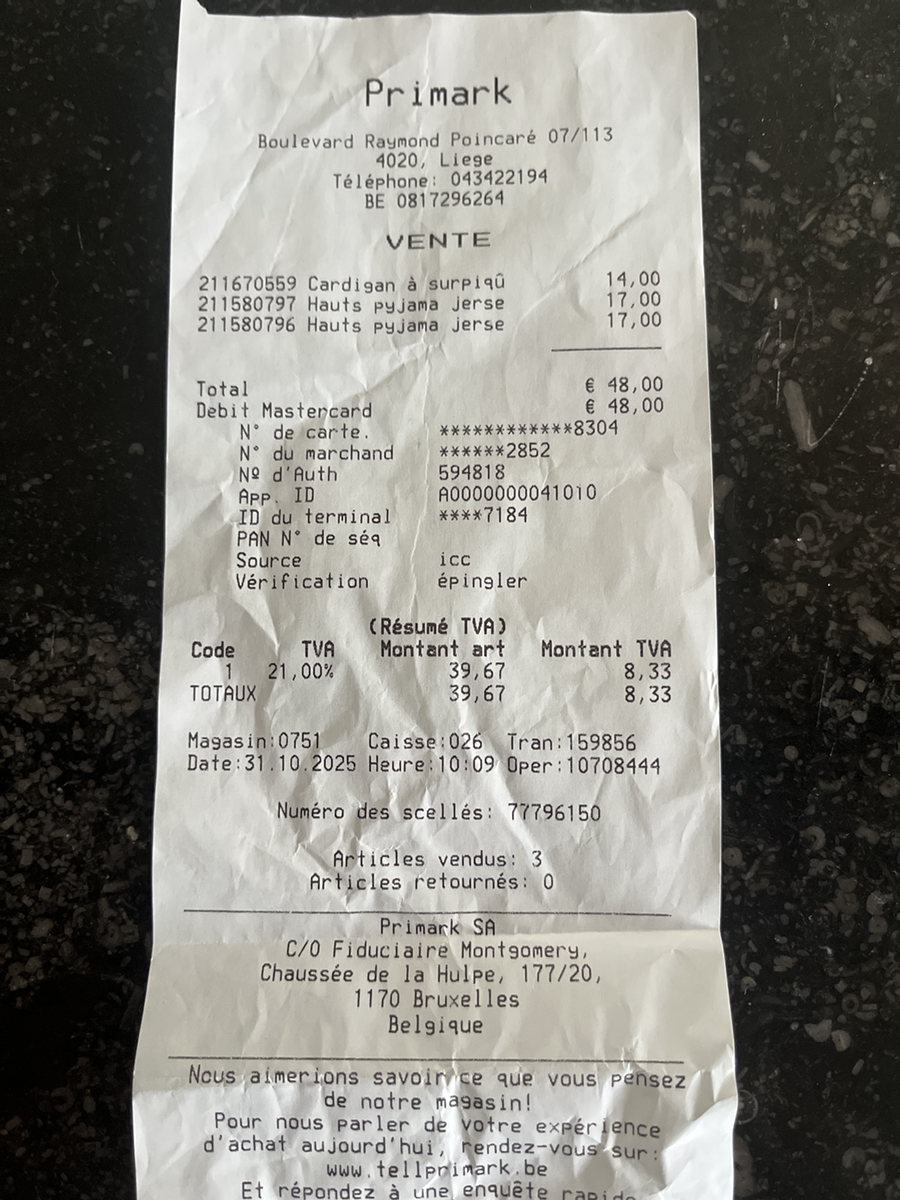 Primark
Boulevard Raymond Poincaré 07/113
4020, Liege
Téléphone: 043422194
BE 0817296264
VENTE
211670559 Cardigan à surpiqû 14,00
211580797 Hauts pyjama jerse 17,00
211580796 Hauts pyjama jerse 17,00
Total € 48,00
Debit Mastercard € 48,00
N° de carte. ************8304
N° du marchand ******2852
Nº d'Auth 594818
App. ID A0000000041010
ID du terminal ****7184
PAN N° de séq
Source icc
Vérification épingler
(Résumé TVA)
Code TVA Montant art Montant TVA
1 21,00% 39,67 8,33
TOTAUX 39,67 8,33
Magasin:0751 Caisse:026 Tran:159856
Date:31.10.2025 Heure:10:09 Oper:10708444
Numéro des scellés: 77796150
Articles vendus: 3
Articles retournés: 0
Primark SA
C/O Fiduciaire Montgomery,
Chaussée de la Hulpe, 177/20,
1170 Bruxelles
Belgique
Nous aimerions savoir ce que vous pensez
de notre magasin!
Pour nous parler de votre expérience
d'achat aujourd'hui, rendez-vous sur:
www.tellprimark.be
Et répondez à une enquête rapide